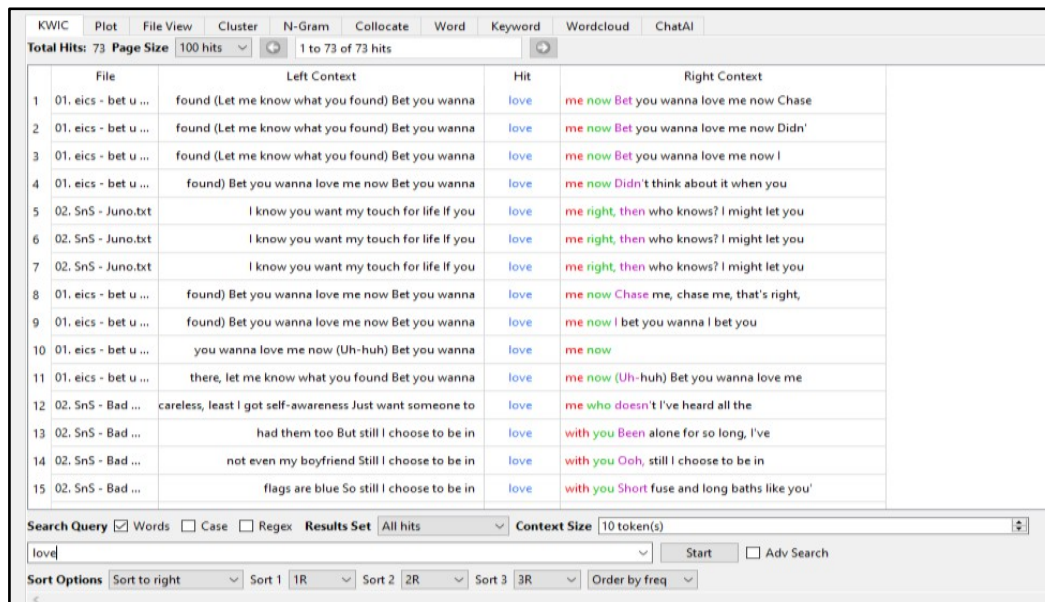 KWIC Plot File View Cluster N-Gram Collocate Word Keyword Wordcloud ChatAI
Total Hits: 73 Page Size 100 hits 1 to 73 of 73 hits
File Left Context Hit Right Context
1 01. eics - bet u ... found (Let me know what you found) Bet you wanna love me now Bet you wanna love me now Chase
2 01. eics - bet u ... found (Let me know what you found) Bet you wanna love me now Bet you wanna love me now Didn'
3 01. eics - bet u ... found (Let me know what you found) Bet you wanna love me now Bet you wanna love me now I
4 01. eics - bet u ... found) Bet you wanna love me now Bet you wanna love me now Didn't think about it when you
5 02. SnS - Juno.txt I know you want my touch for life If you love me right, then who knows? I might let you
6 02. SnS - Juno.txt I know you want my touch for life If you love me right, then who knows? I might let you
7 02. SnS - Juno.txt I know you want my touch for life If you love me right, then who knows? I might let you
8 01. eics - bet u ... found) Bet you wanna love me now Bet you wanna love me now Chase me, chase me, that's right,
9 01. eics - bet u ... found) Bet you wanna love me now Bet you wanna love me now I bet you wanna I bet you
10 01. eics - bet u ... you wanna love me now (Uh-huh) Bet you wanna love me now
11 01. eics - bet u ... there, let me know what you found Bet you wanna love me now (Uh-huh) Bet you wanna love me
12 02. SnS - Bad ... careless, least I got self-awareness Just want someone to love me who doesn't I've heard all the
13 02. SnS - Bad ... had them too But still I choose to be in love with you Been alone for so long, I've
14 02. SnS - Bad ... not even my boyfriend Still I choose to be in love with you Ooh, still I choose to be in
15 02. SnS - Bad ... flags are blue So still I choose to be in love with you Short fuse and long baths like you'
Search Query Words Case Regex Results Set All hits Context Size 10 token(s)
love Start Adv Search
Sort Options Sort to right Sort 1 1R Sort 2 2R Sort 3 3R Order by freq